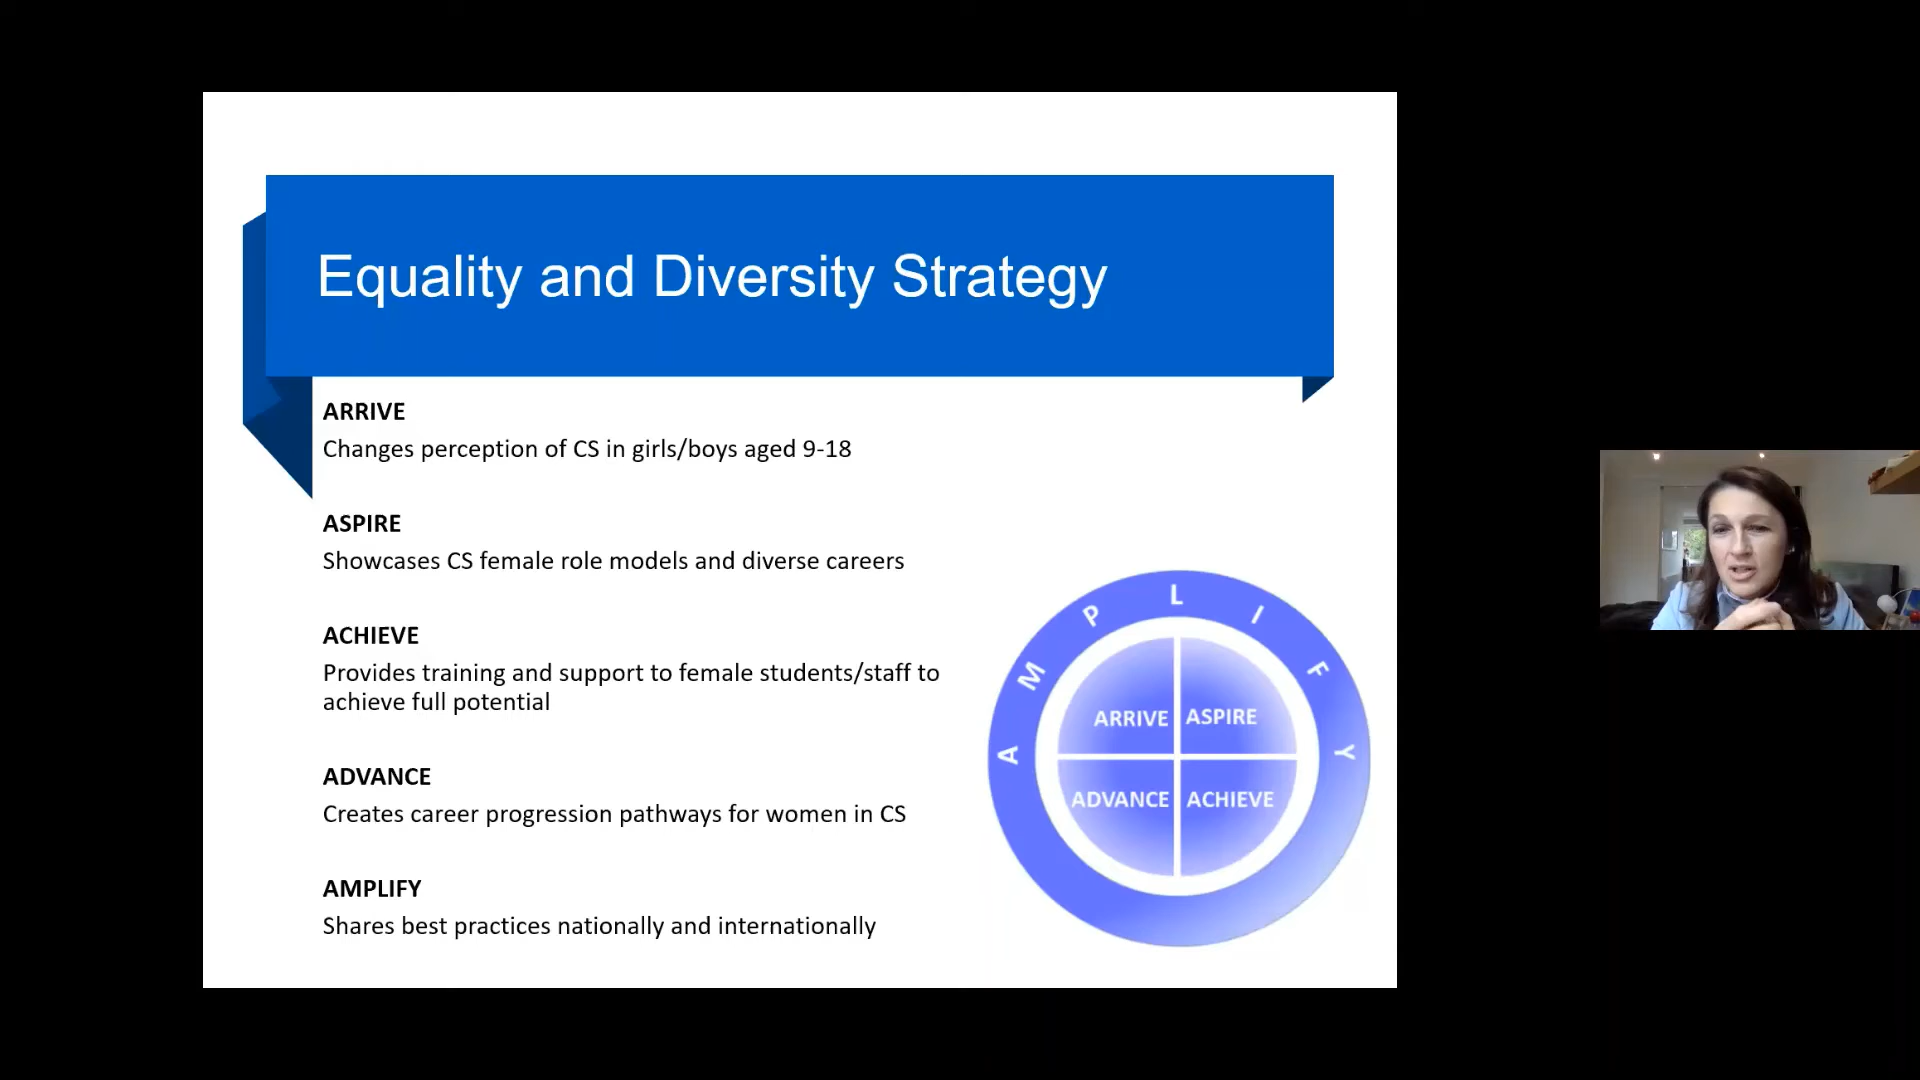 Equality and Diversity Strategy
ARRIVE
Changes perception of CS in girls/boys aged 9-18
ASPIRE
Showcases CS female role models and diverse careers
ACHIEVE
Provides training and support to female students/staff to
achieve full potential
ADVANCE
Creates career progression pathways for women in CS
AMPLIFY
Shares best practices nationally and internationally
AMPLIFY
ARRIVE ASPIRE
ADVANCE ACHIEVE